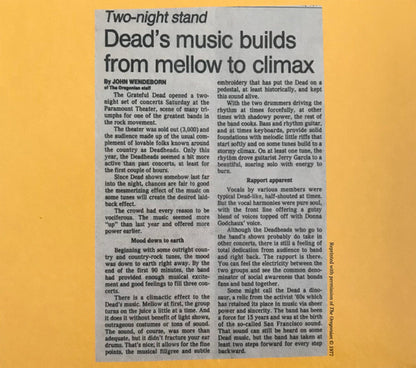 Two-night stand
Dead's music builds
from mellow to climax
By JOHN WENDEBORN
of The Oregonian staff
The Grateful Dead opened a two-
night set of concerts Saturday at the
Paramount Theater, scene of many tri-
umphs for one of the greatest bands in
the rock movement.
The theater was sold out (3,000) and
the audience made up of the usual com-
plement of lovable folks known around
the country as Deadheads. Only this
year, the Deadheads seemed a bit more
active than past concerts, at least for
the first couple of hours.
Since Dead shows somehow last far
into the night, chances are fair to good
the mesmerizing effect of the music on
some tunes will create the desired laid-
back effect.
The crowd had every reason to be
vociferous. The music seemed more
"up" than last year and offered more
power earlier.
Mood down to earth
Beginning with some outright coun-
try and country-rock tunes, the mood
was down to earth right away. By the
end of the first 90 minutes, the band
had provided enough musical excite-
ment and good feelings to fill three con-
certs.
There is a climactic effect to the
Dead's music. Mellow at first, the group
turns on the juice a little at a time. And
it does it without benefit of light shows,
outrageous costumes or tons of sound.
The sound, of course, was more than
adequate, but it didn't fracture your ear
drums. That's nice; it allows for the fine
points, the musical filigree and subtle
embroidery that has put the Dead on a
pedestal, at least historically, and kept
this sound alive.
With the two drummers driving the
rhythm at times forcefully, at other
times with shadowy power, the rest of
the band cooks. Bass and rhythm guitar,
and at times keyboards, provide solid
foundations with melodic little riffs that
start softly and on some tunes build to a
stormy climax. On at least one tune, the
rhythm drove guitarist Jerry Garcia to a
beautiful, soaring solo with energy to
burn.
Rapport apparent
Vocals by various members were
typical Dead-like, half-shouted at times.
But the vocal harmonies were pure soul,
with the front line offering a gutsy
blend of voices topped off with Donna
Godchaux' voice.
Although the Deadheads who go to
the band's shows probably do take in
other concerts, there is still a feeling of
total dedication from audience to band
and right back. The rapport is there.
You can feel the electricity between the
two groups and see the common deno-
minator of social awareness that bonds
fans and band together.
Some might call the Dead a dino-
saur, a relic from the activist '60s which
has retained its place in music via sheer
power and sincerity. The band has been
a force for 15 years and was at the birth
of the so-called San Francisco sound.
That sound can still be heard on some
Dead music, but the band has taken at
least two steps forward for every step
backward.
Reprinted with permission of The Oregonian © 1977